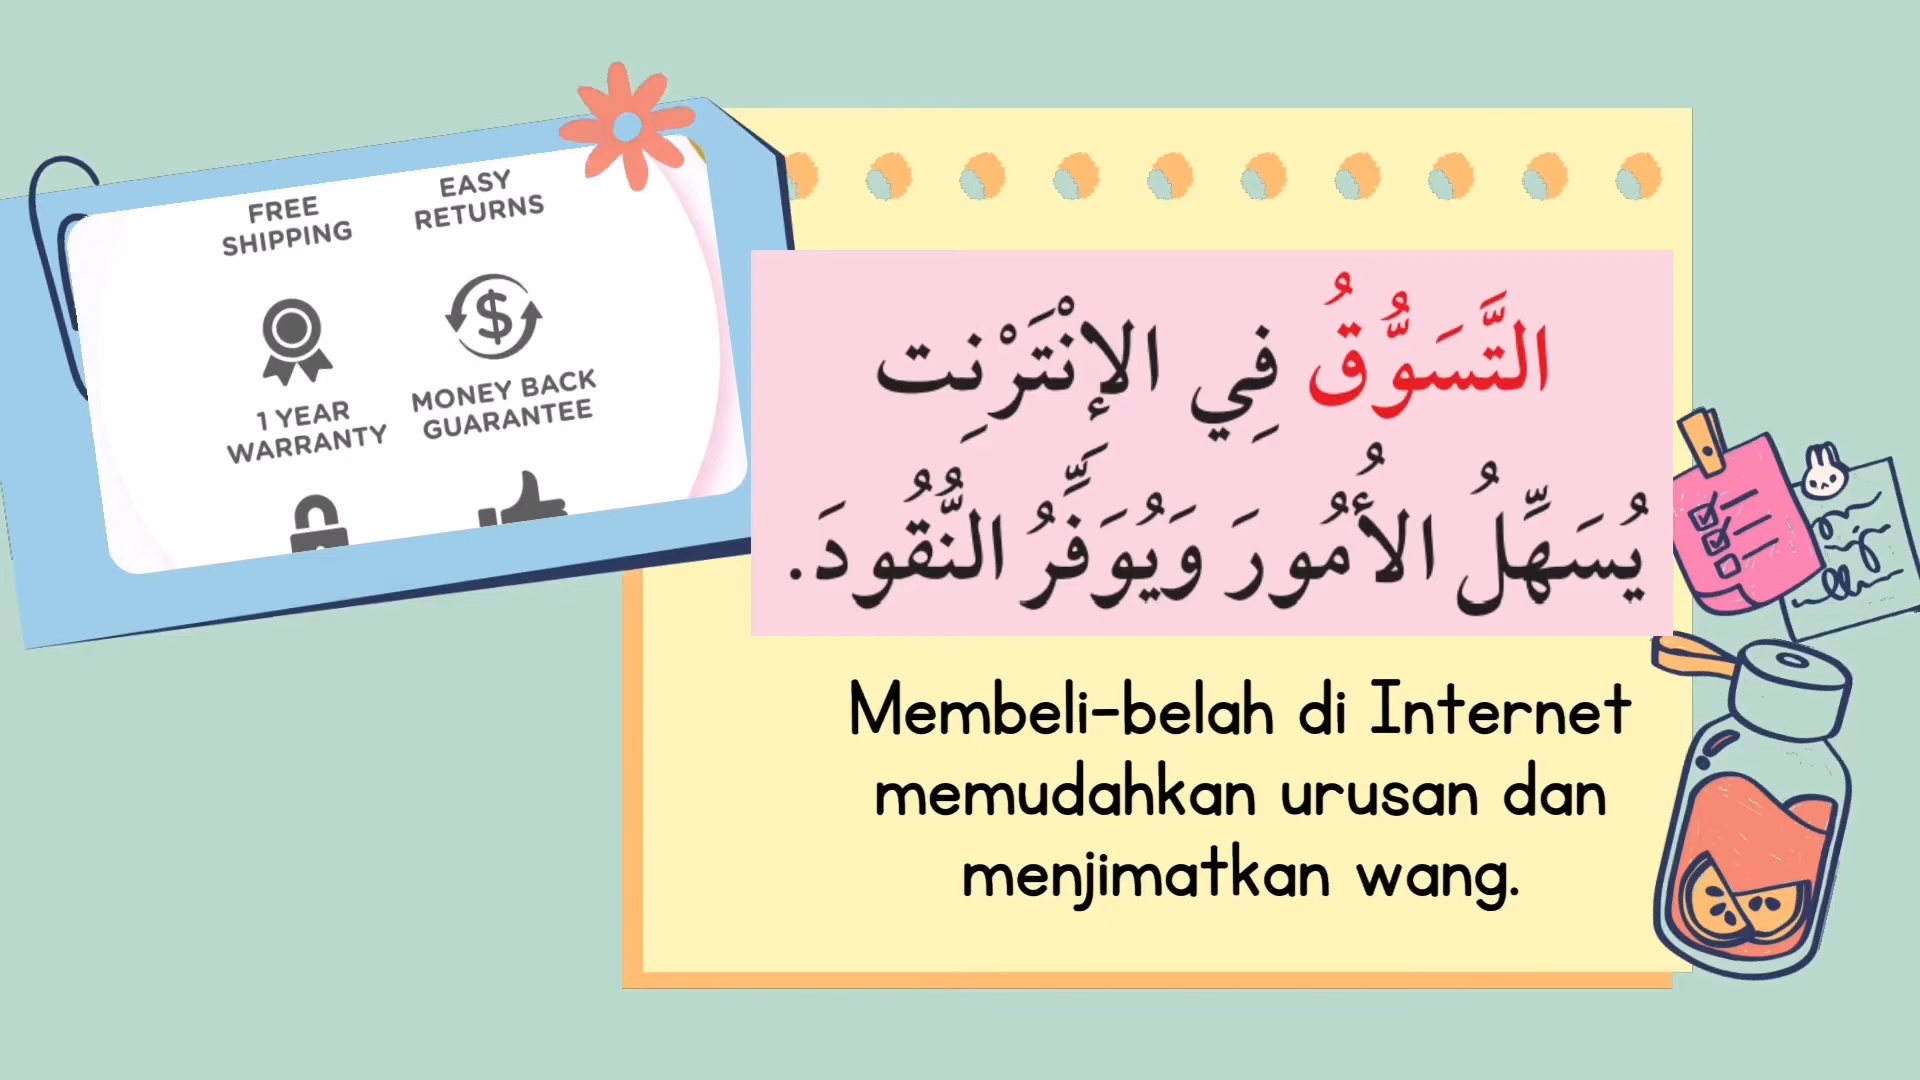 FREE
SHIPPING
EASY
RETURNS
1 YEAR
WARRANTY
MONEY BACK
GUARANTEE
التَّسَوُّقُ فِي الإِنْتَرْنِت
يُسَهِّلُ الأُمُورَ وَيُوَفِّرُ النُّقُودَ.
Membeli-belah di Internet
memudahkan urusan dan
menjimatkan wang.